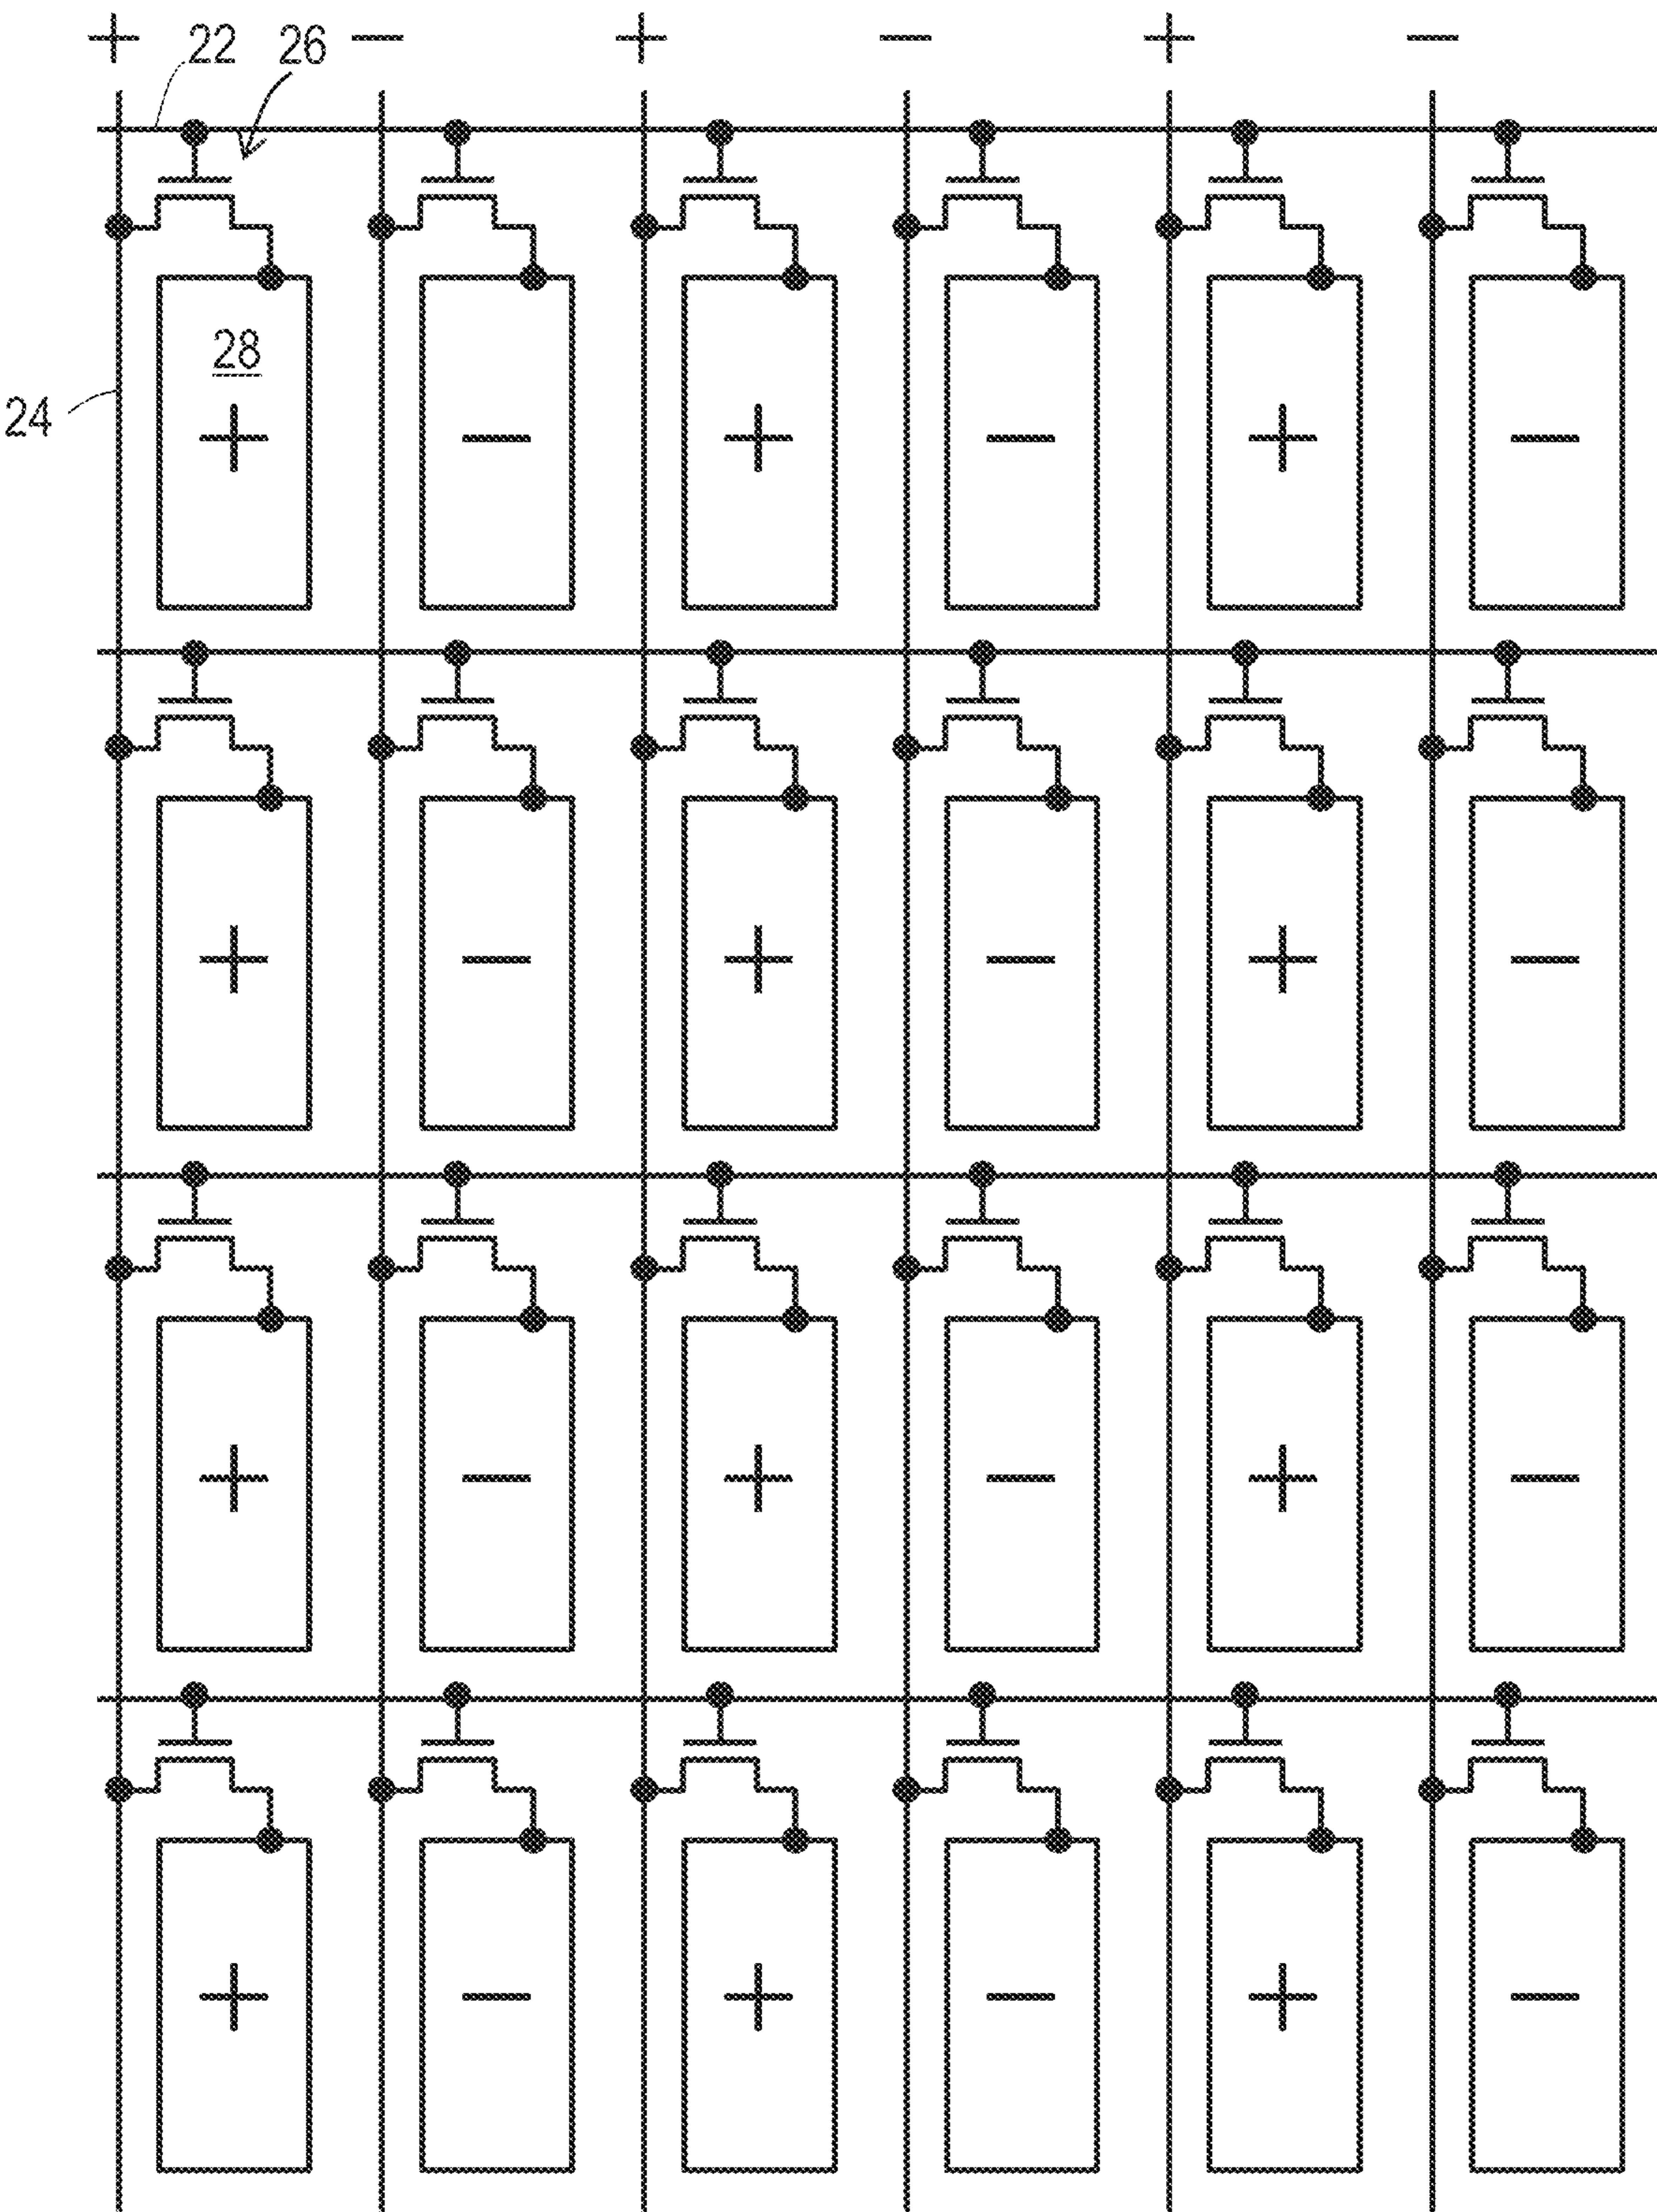 + 22 26 − + − + −
28
24
+ − + − + −
+ − + − + −
+ − + − + −
+ − + − + −